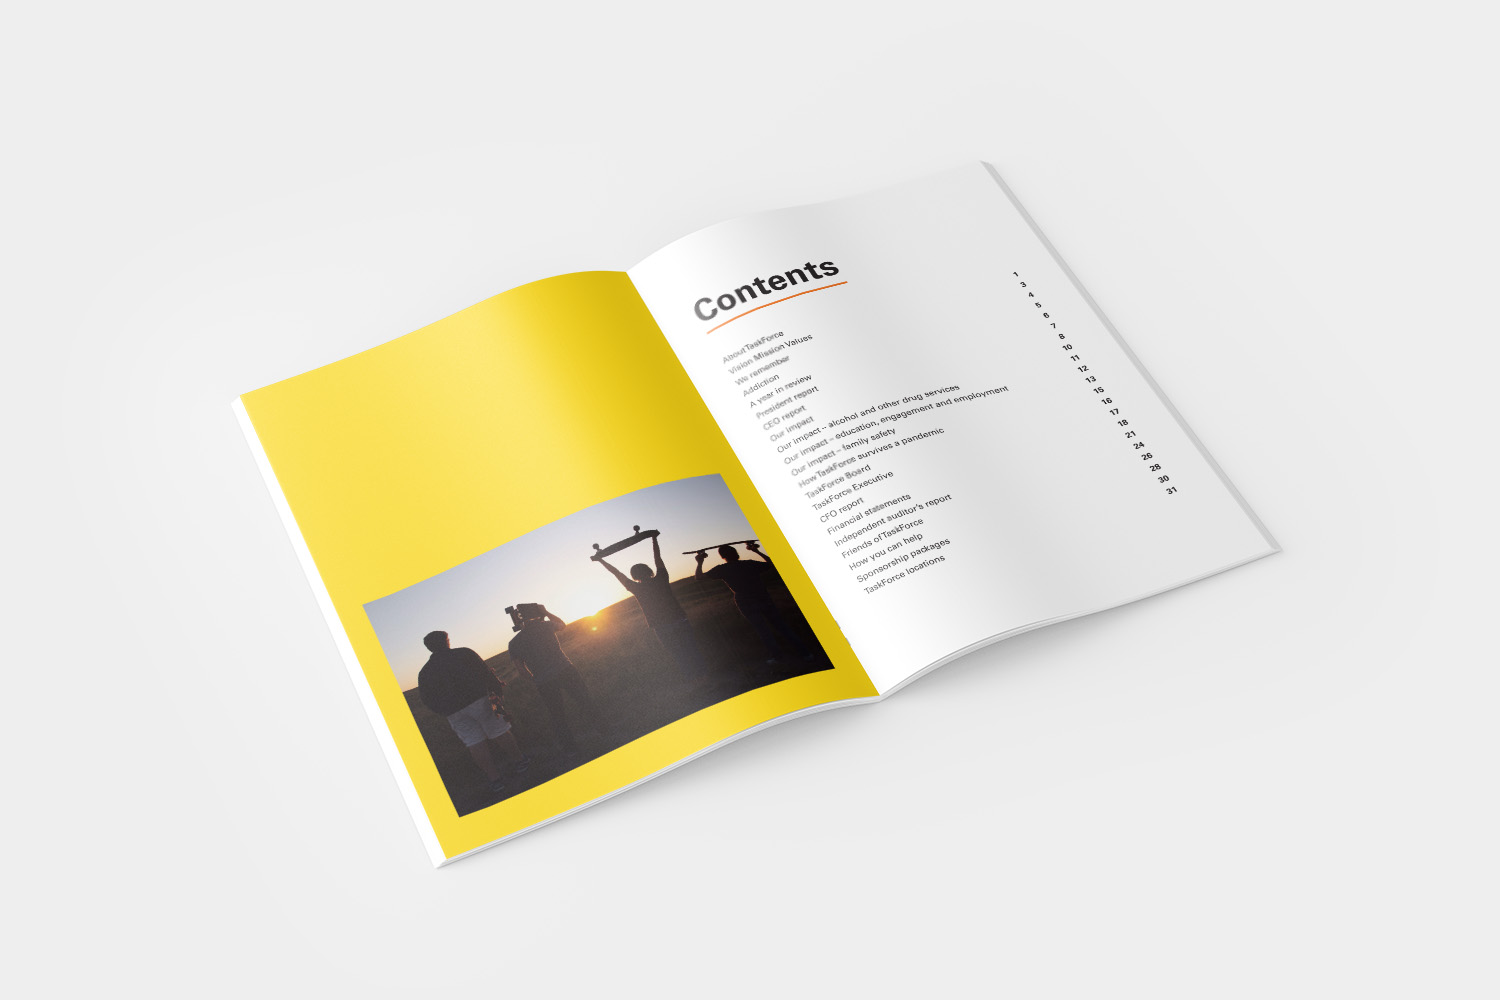 Contents
About TaskForce 1
Vision Mission Values 3
We remember 4
Addiction 5
A year in review 6
President report 7
CEO report 8
Our impact 10
Our impact – alcohol and other drug services 11
Our impact – education, engagement and employment 12
Our impact – family safety 13
How TaskForce survives a pandemic 15
TaskForce Board 16
TaskForce Executive 17
CFO report 18
Financial statements 21
Independent auditor's report 24
Friends of TaskForce 26
How you can help 28
Sponsorship packages 30
TaskForce locations 31